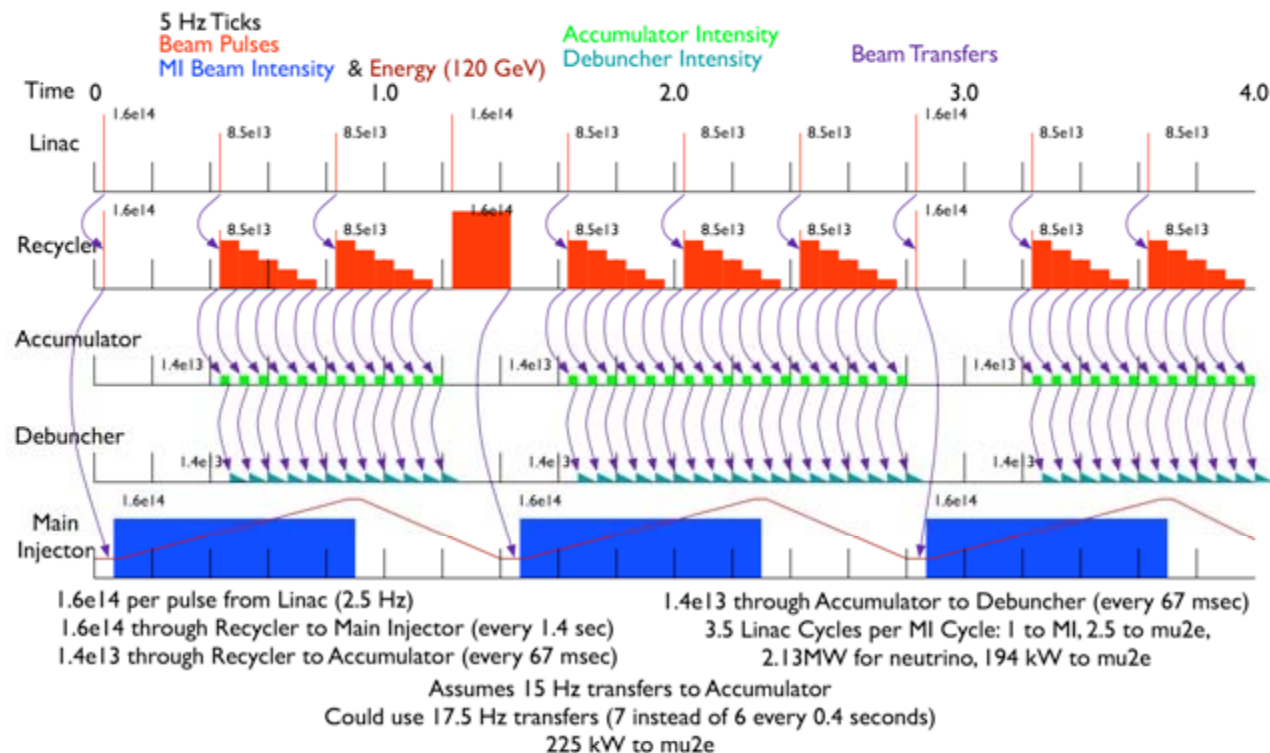 5 Hz Ticks
Beam Pulses
MI Beam Intensity & Energy (120 GeV)
Accumulator Intensity
Debuncher Intensity
Beam Transfers
Time 0 1.0 2.0 3.0 4.0
Linac
1.6e14 8.5e13 8.5e13 1.6e14 8.5e13 8.5e13 8.5e13 1.6e14 8.5e13 8.5e13
Recycler
1.6e14 8.5e13 8.5e13 1.6e14 8.5e13 8.5e13 8.5e13 1.6e14 8.5e13 8.5e13
Accumulator
1.4e13 1.4e13 1.4e13
Debuncher
1.4e13 1.4e13 1.4e13
Main
Injector
1.6e14 1.6e14 1.6e14
1.6e14 per pulse from Linac (2.5 Hz)
1.6e14 through Recycler to Main Injector (every 1.4 sec)
1.4e13 through Recycler to Accumulator (every 67 msec)
1.4e13 through Accumulator to Debuncher (every 67 msec)
3.5 Linac Cycles per MI Cycle: 1 to MI, 2.5 to mu2e,
2.13MW for neutrino, 194 kW to mu2e
Assumes 15 Hz transfers to Accumulator
Could use 17.5 Hz transfers (7 instead of 6 every 0.4 seconds)
225 kW to mu2e